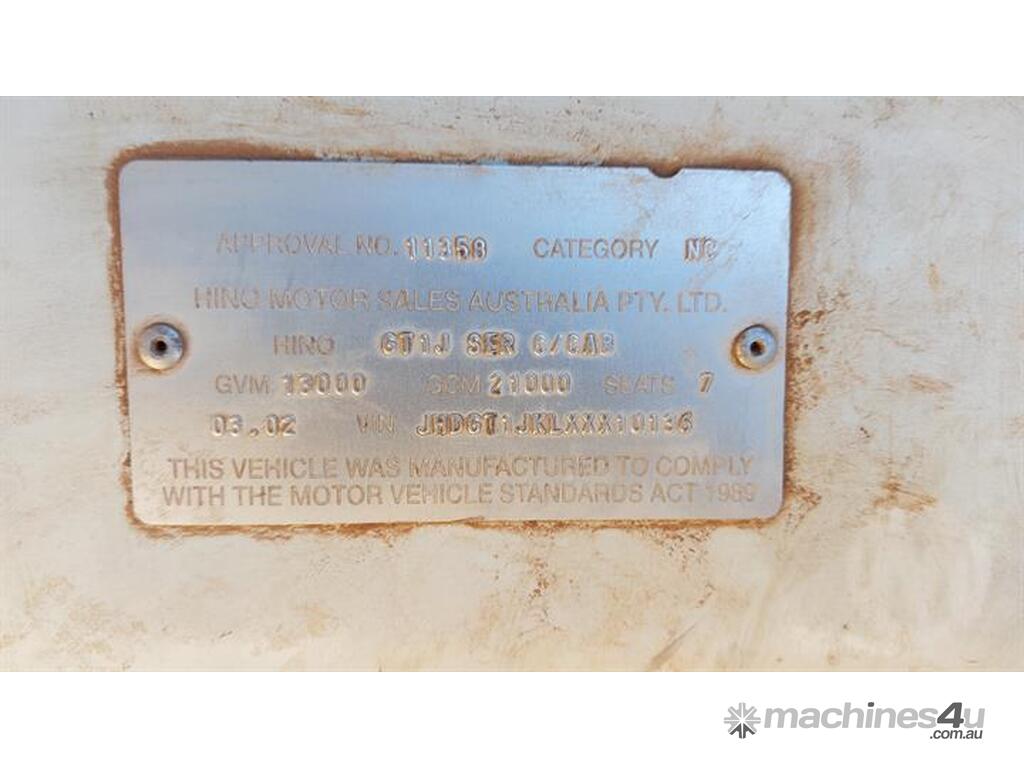 APPROVAL NO. 11358 CATEGORY NC
HINO MOTOR SALES AUSTRALIA PTY. LTD.
HINO GT1J SER C/CAB
GVM 13000 GCM 21000 SEATS 7
03.02 VIN JHDGT1JKLXXX10136
THIS VEHICLE WAS MANUFACTURED TO COMPLY
WITH THE MOTOR VEHICLE STANDARDS ACT 1989
machines4u
.com.au